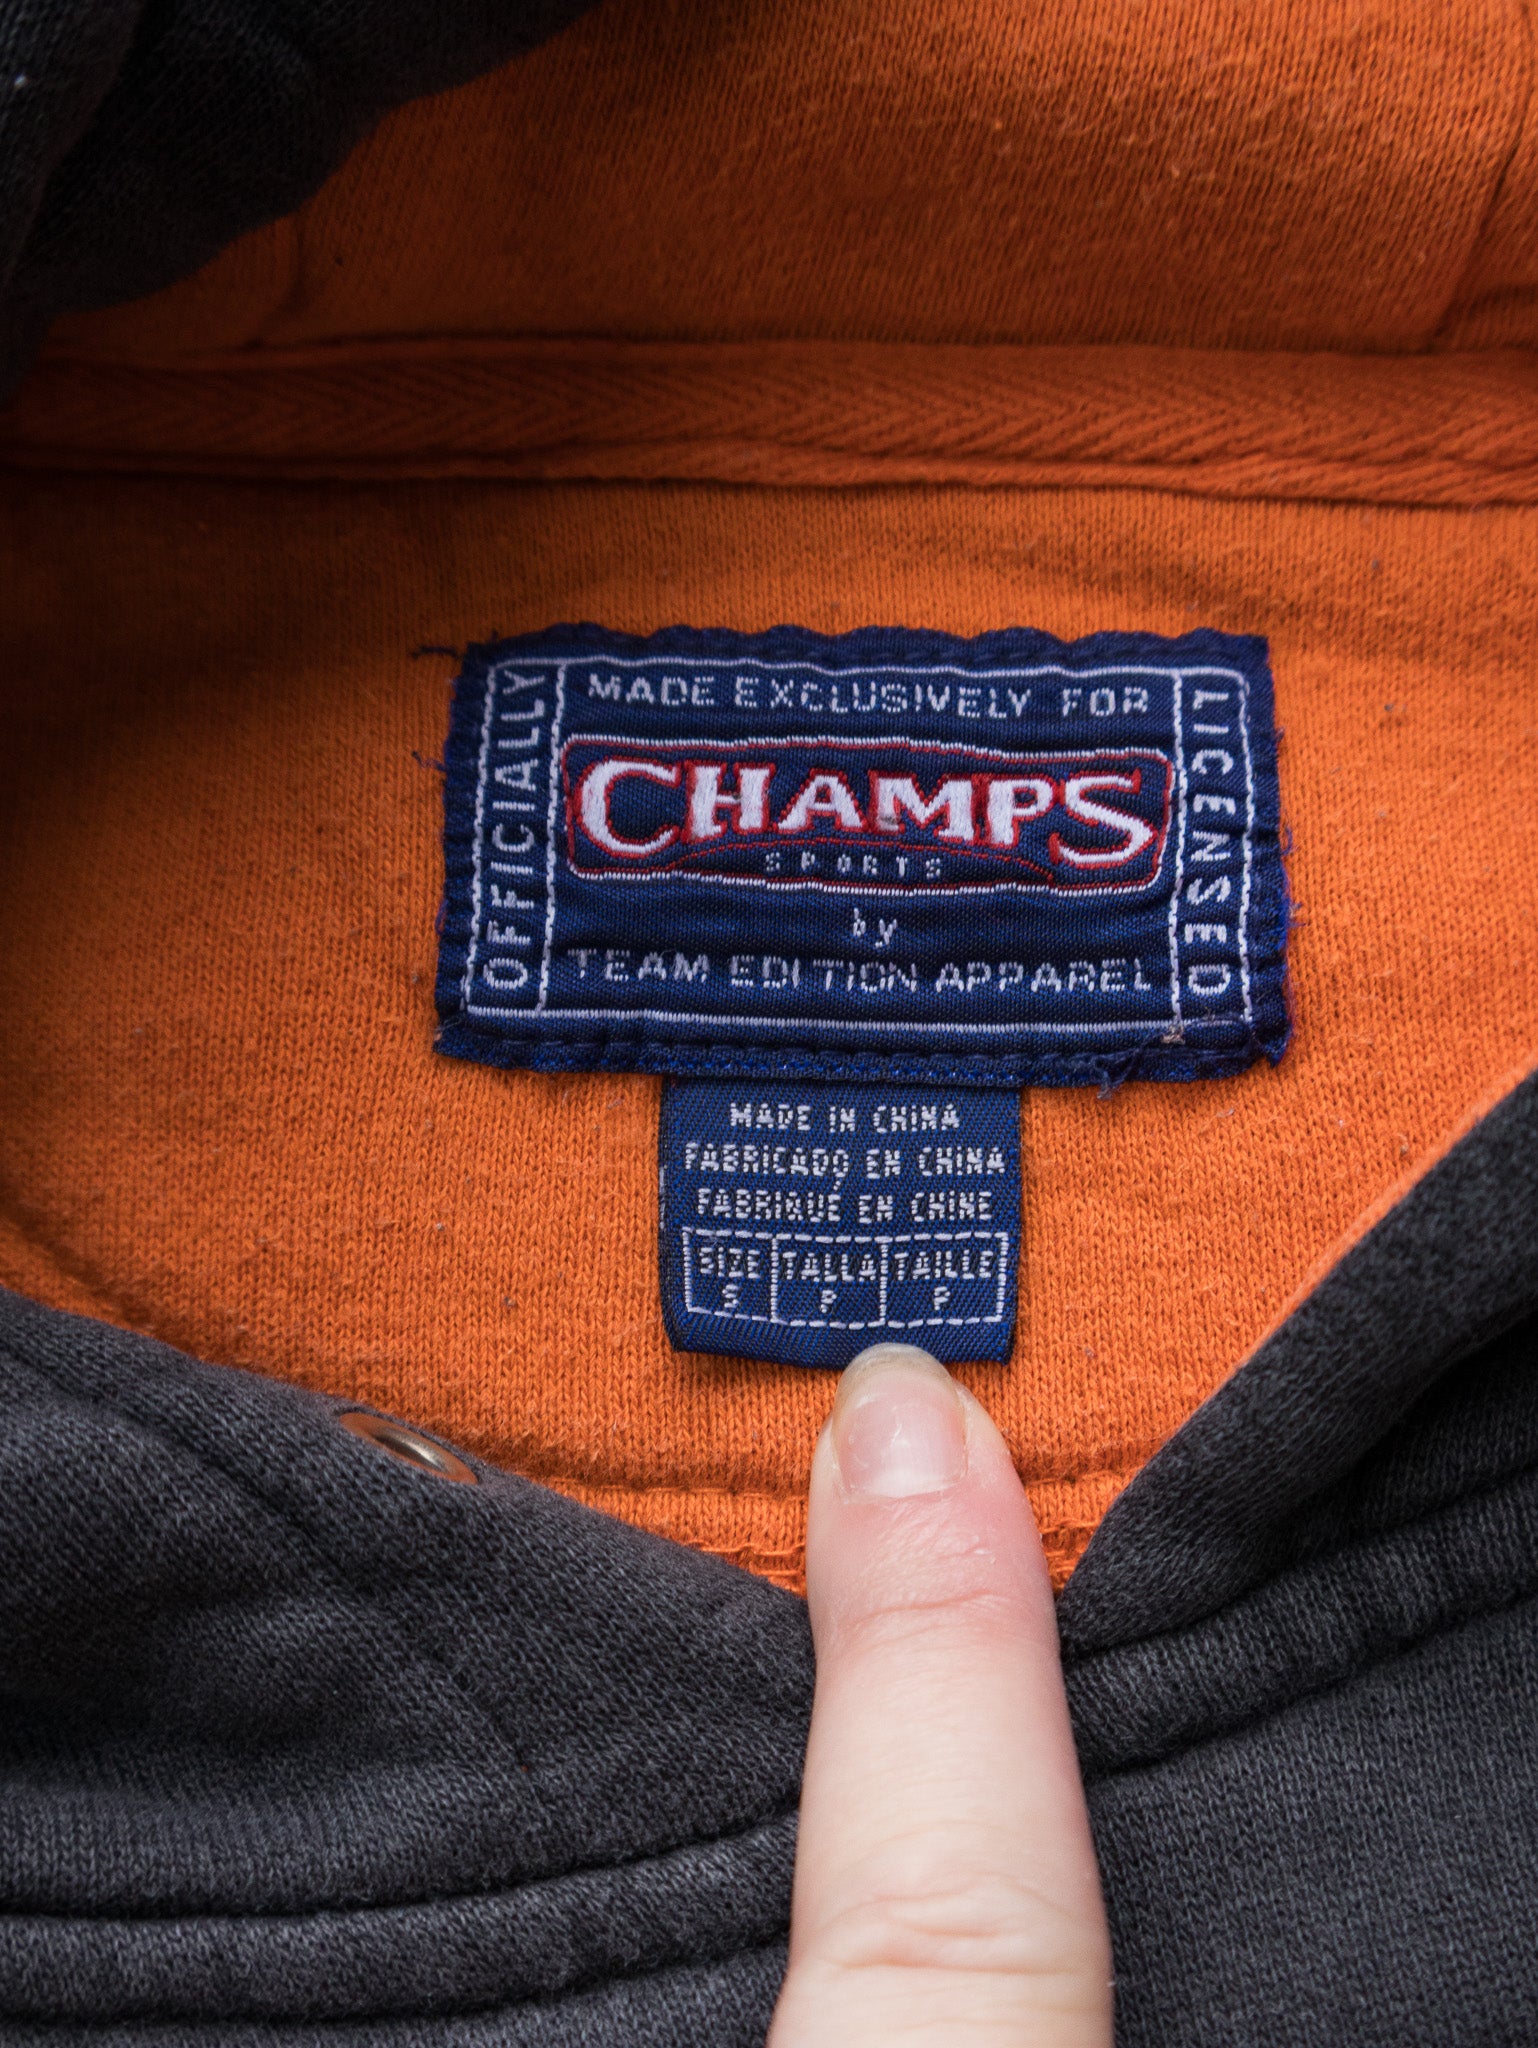 MADE EXCLUSIVELY FOR
OFFICIALLY
CHAMPS
SPORTS
LICENSED
by
TEAM EDITION APPAREL
MADE IN CHINA
FABRICADO EN CHINA
FABRIQUÉ EN CHINE
SIZE TALLA TAILLE
S P P